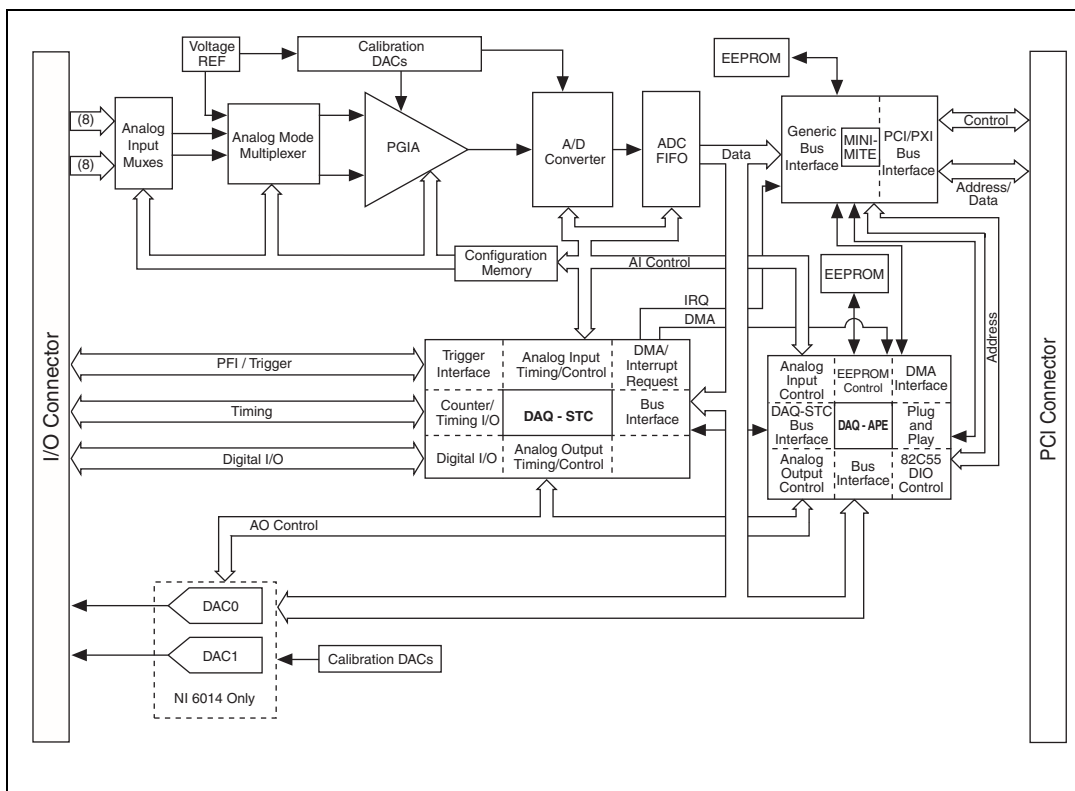 Voltage
REF
Calibration
DACs
EEPROM
(8)
(8)
Analog
Input
Muxes
Analog Mode
Multiplexer
PGIA
A/D
Converter
ADC
FIFO
Data
Generic
Bus
Interface
MINI-
MITE
PCI/PXI
Bus
Interface
Control
Address/
Data
Configuration
Memory
AI Control
EEPROM
IRQ
DMA
Address
I/O Connector
PCI Connector
PFI / Trigger
Timing
Digital I/O
Trigger
Interface
Analog Input
Timing/Control
DMA/
Interrupt
Request
Counter/
Timing I/O
DAQ - STC
Bus
Interface
Digital I/O
Analog Output
Timing/Control
Analog
Input
Control
EEPROM
Control
DMA
Interface
DAQ-STC
Bus
Interface
DAQ - APE
Plug
and
Play
Analog
Output
Control
Bus
Interface
82C55
DIO
Control
AO Control
DAC0
DAC1
NI 6014 Only
Calibration DACs